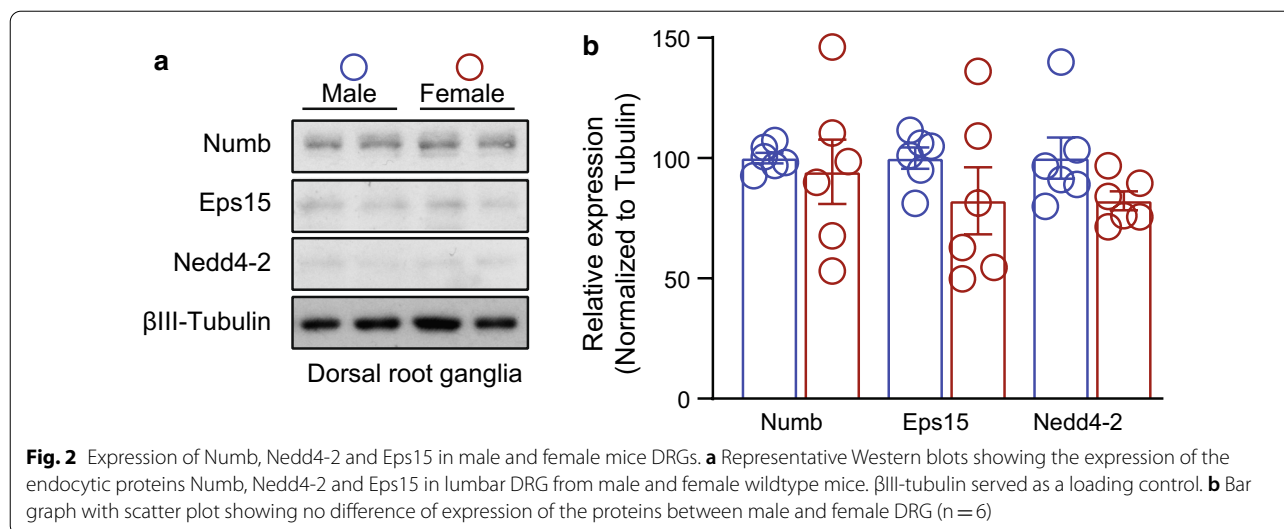 a
Male Female
Numb
Eps15
Nedd4-2
βIII-Tubulin
Dorsal root ganglia
b
Relative expression
(Normalized to Tubulin)
150
100
50
0
Numb Eps15 Nedd4-2
Fig. 2 Expression of Numb, Nedd4-2 and Eps15 in male and female mice DRGs. a Representative Western blots showing the expression of the
endocytic proteins Numb, Nedd4-2 and Eps15 in lumbar DRG from male and female wildtype mice. βIII-tubulin served as a loading control. b Bar
graph with scatter plot showing no difference of expression of the proteins between male and female DRG (n = 6)